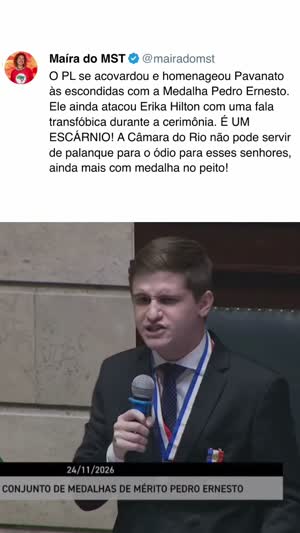 Maíra do MST @mairadomst
O PL se acovardou e homenageou Pavanato
às escondidas com a Medalha Pedro Ernesto.
Ele ainda atacou Erika Hilton com uma fala
transfóbica durante a cerimônia. É UM
ESCÁRNIO! A Câmara do Rio não pode servir
de palanque para o ódio para esses senhores,
ainda mais com medalha no peito!
24/11/2026
CONJUNTO DE MEDALHAS DE MÉRITO PEDRO ERNESTO